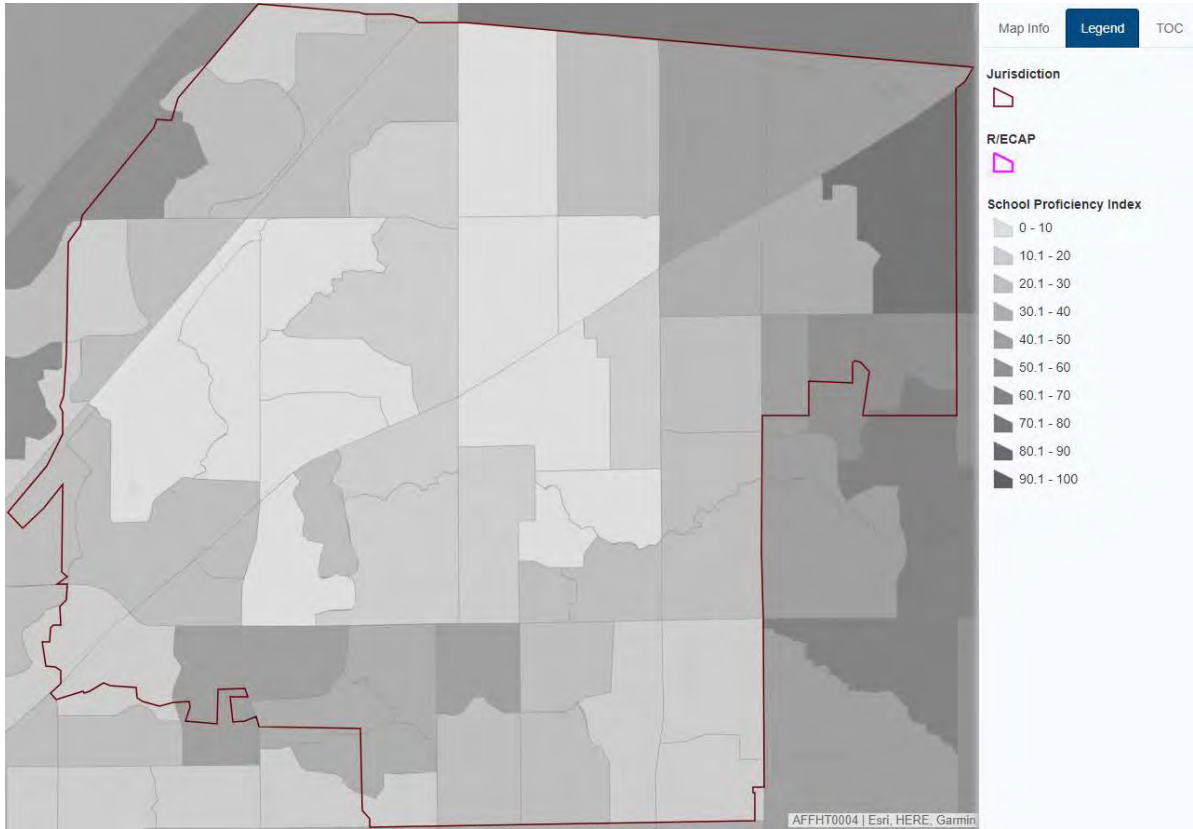 Map Info Legend TOC
Jurisdiction
R/ECAP
School Proficiency Index
0 - 10
10.1 - 20
20.1 - 30
30.1 - 40
40.1 - 50
50.1 - 60
60.1 - 70
70.1 - 80
80.1 - 90
90.1 - 100
AFFHT0004 | Esri, HERE, Garmin